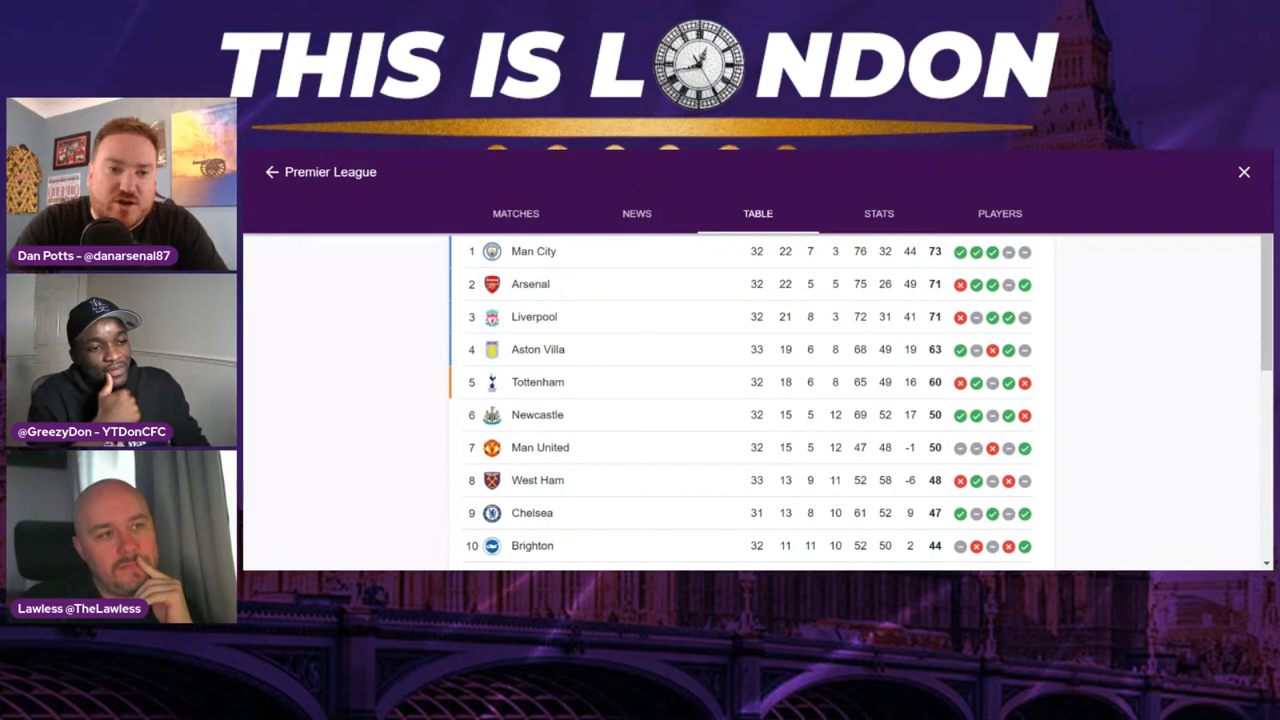 THIS IS LONDON
Premier League
MATCHES NEWS TABLE STATS PLAYERS
1 Man City 32 22 7 3 76 32 44 73
2 Arsenal 32 22 5 5 75 26 49 71
3 Liverpool 32 21 8 3 72 31 41 71
4 Aston Villa 33 19 6 8 68 49 19 63
5 Tottenham 32 18 6 8 65 49 16 60
6 Newcastle 32 15 5 12 69 52 17 50
7 Man United 32 15 5 12 47 48 -1 50
8 West Ham 33 13 9 11 52 58 -6 48
9 Chelsea 31 13 8 10 61 52 9 47
10 Brighton 32 11 11 10 52 50 2 44
Dan Potts - @danarsenal87
@GreezyDon - YTDonCFC
Lawless @TheLawless